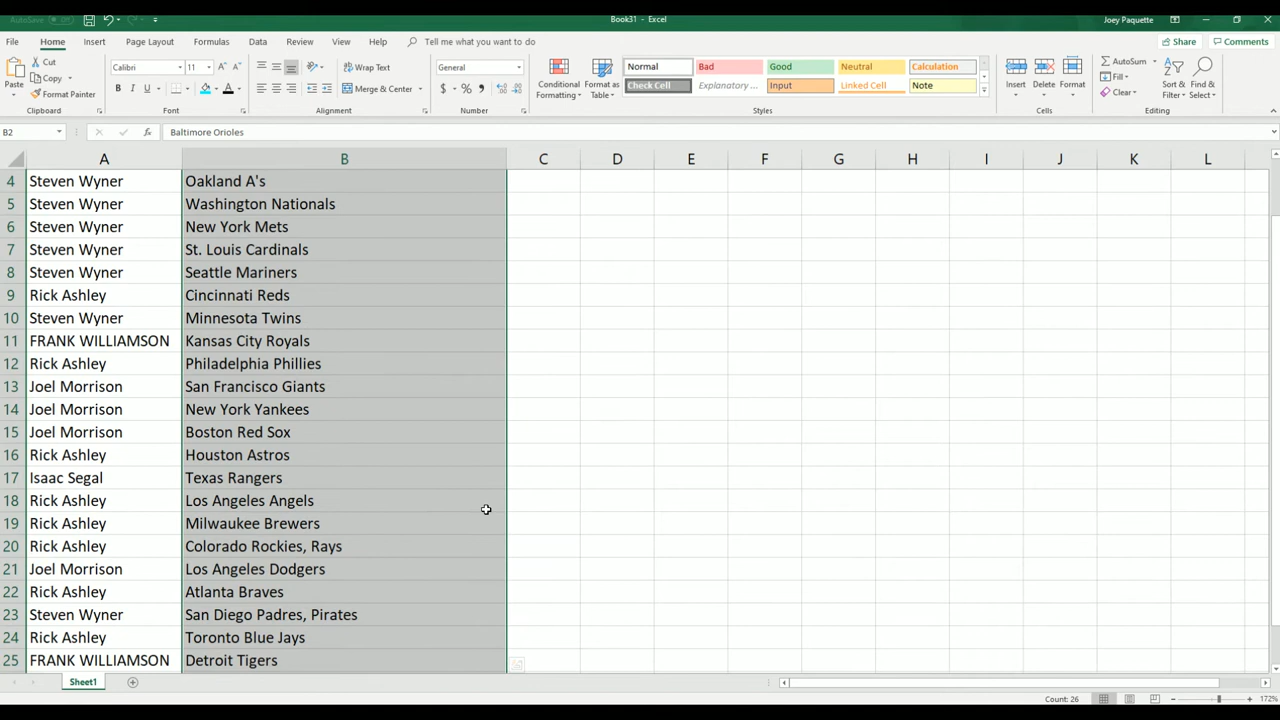 AutoSave Off
Book31 - Excel
Joey Paquette
File Home Insert Page Layout Formulas Data Review View Help Tell me what you want to do
Share Comments
Paste
Cut
Copy
Format Painter
Clipboard
Calibri 11
B I U
Font
Wrap Text
Merge & Center
Alignment
General
$ % 9
Number
Conditional Formatting
Format as Table
Normal Bad Good Neutral Calculation
Check Cell Explanatory ... Input Linked Cell Note
Styles
Insert Delete Format
Cells
AutoSum
Fill
Clear
Sort & Filter
Find & Select
Editing
B2 fx Baltimore Orioles
A B C D E F G H I J K L
4 Steven Wyner Oakland A's
5 Steven Wyner Washington Nationals
6 Steven Wyner New York Mets
7 Steven Wyner St. Louis Cardinals
8 Steven Wyner Seattle Mariners
9 Rick Ashley Cincinnati Reds
10 Steven Wyner Minnesota Twins
11 FRANK WILLIAMSON Kansas City Royals
12 Rick Ashley Philadelphia Phillies
13 Joel Morrison San Francisco Giants
14 Joel Morrison New York Yankees
15 Joel Morrison Boston Red Sox
16 Rick Ashley Houston Astros
17 Isaac Segal Texas Rangers
18 Rick Ashley Los Angeles Angels
19 Rick Ashley Milwaukee Brewers
20 Rick Ashley Colorado Rockies, Rays
21 Joel Morrison Los Angeles Dodgers
22 Rick Ashley Atlanta Braves
23 Steven Wyner San Diego Padres, Pirates
24 Rick Ashley Toronto Blue Jays
25 FRANK WILLIAMSON Detroit Tigers
Sheet1
Count: 26
172%